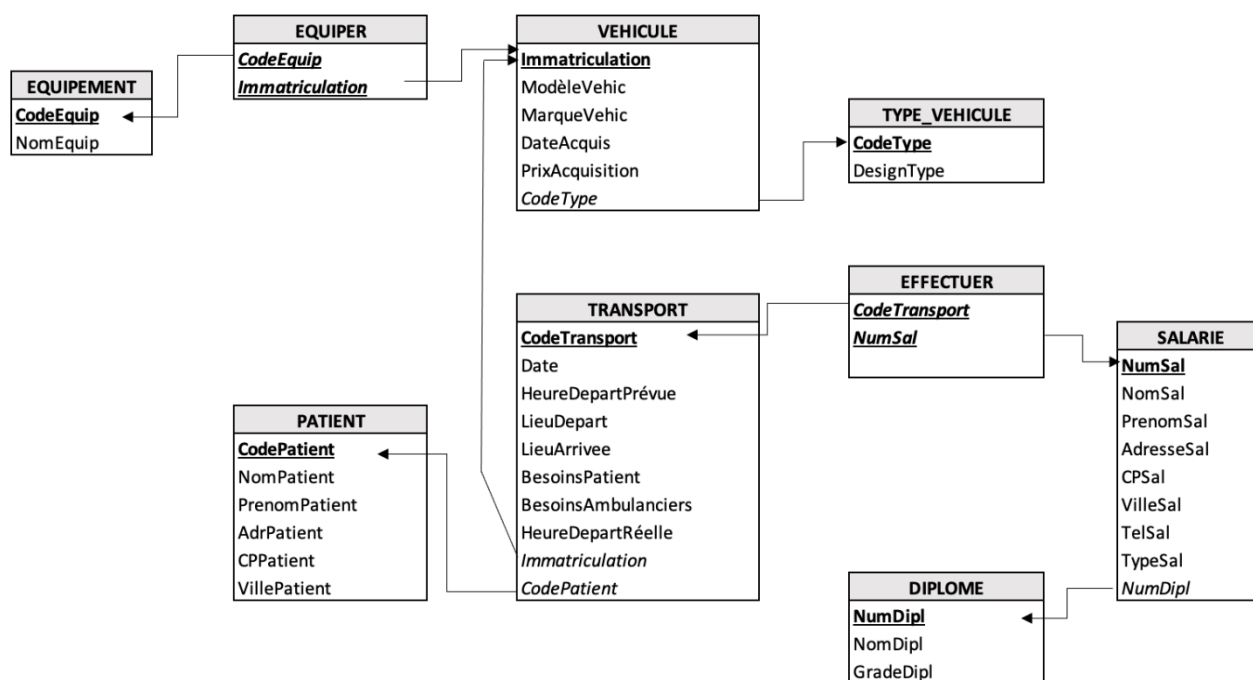 EQUIPER
CodeEquip
Immatriculation
EQUIPEMENT
CodeEquip
NomEquip
VEHICULE
Immatriculation
ModèleVehic
MarqueVehic
DateAcquis
PrixAcquisition
CodeType
TYPE_VEHICULE
CodeType
DesignType
TRANSPORT
CodeTransport
Date
HeureDepartPrévue
LieuDepart
LieuArrivee
BesoinsPatient
BesoinsAmbulanciers
HeureDepartRéelle
Immatriculation
CodePatient
EFFECTUER
CodeTransport
NumSal
SALARIE
NumSal
NomSal
PrenomSal
AdresseSal
CPSal
VilleSal
TelSal
TypeSal
NumDipl
PATIENT
CodePatient
NomPatient
PrenomPatient
AdrPatient
CPPatient
VillePatient
DIPLOME
NumDipl
NomDipl
GradeDipl